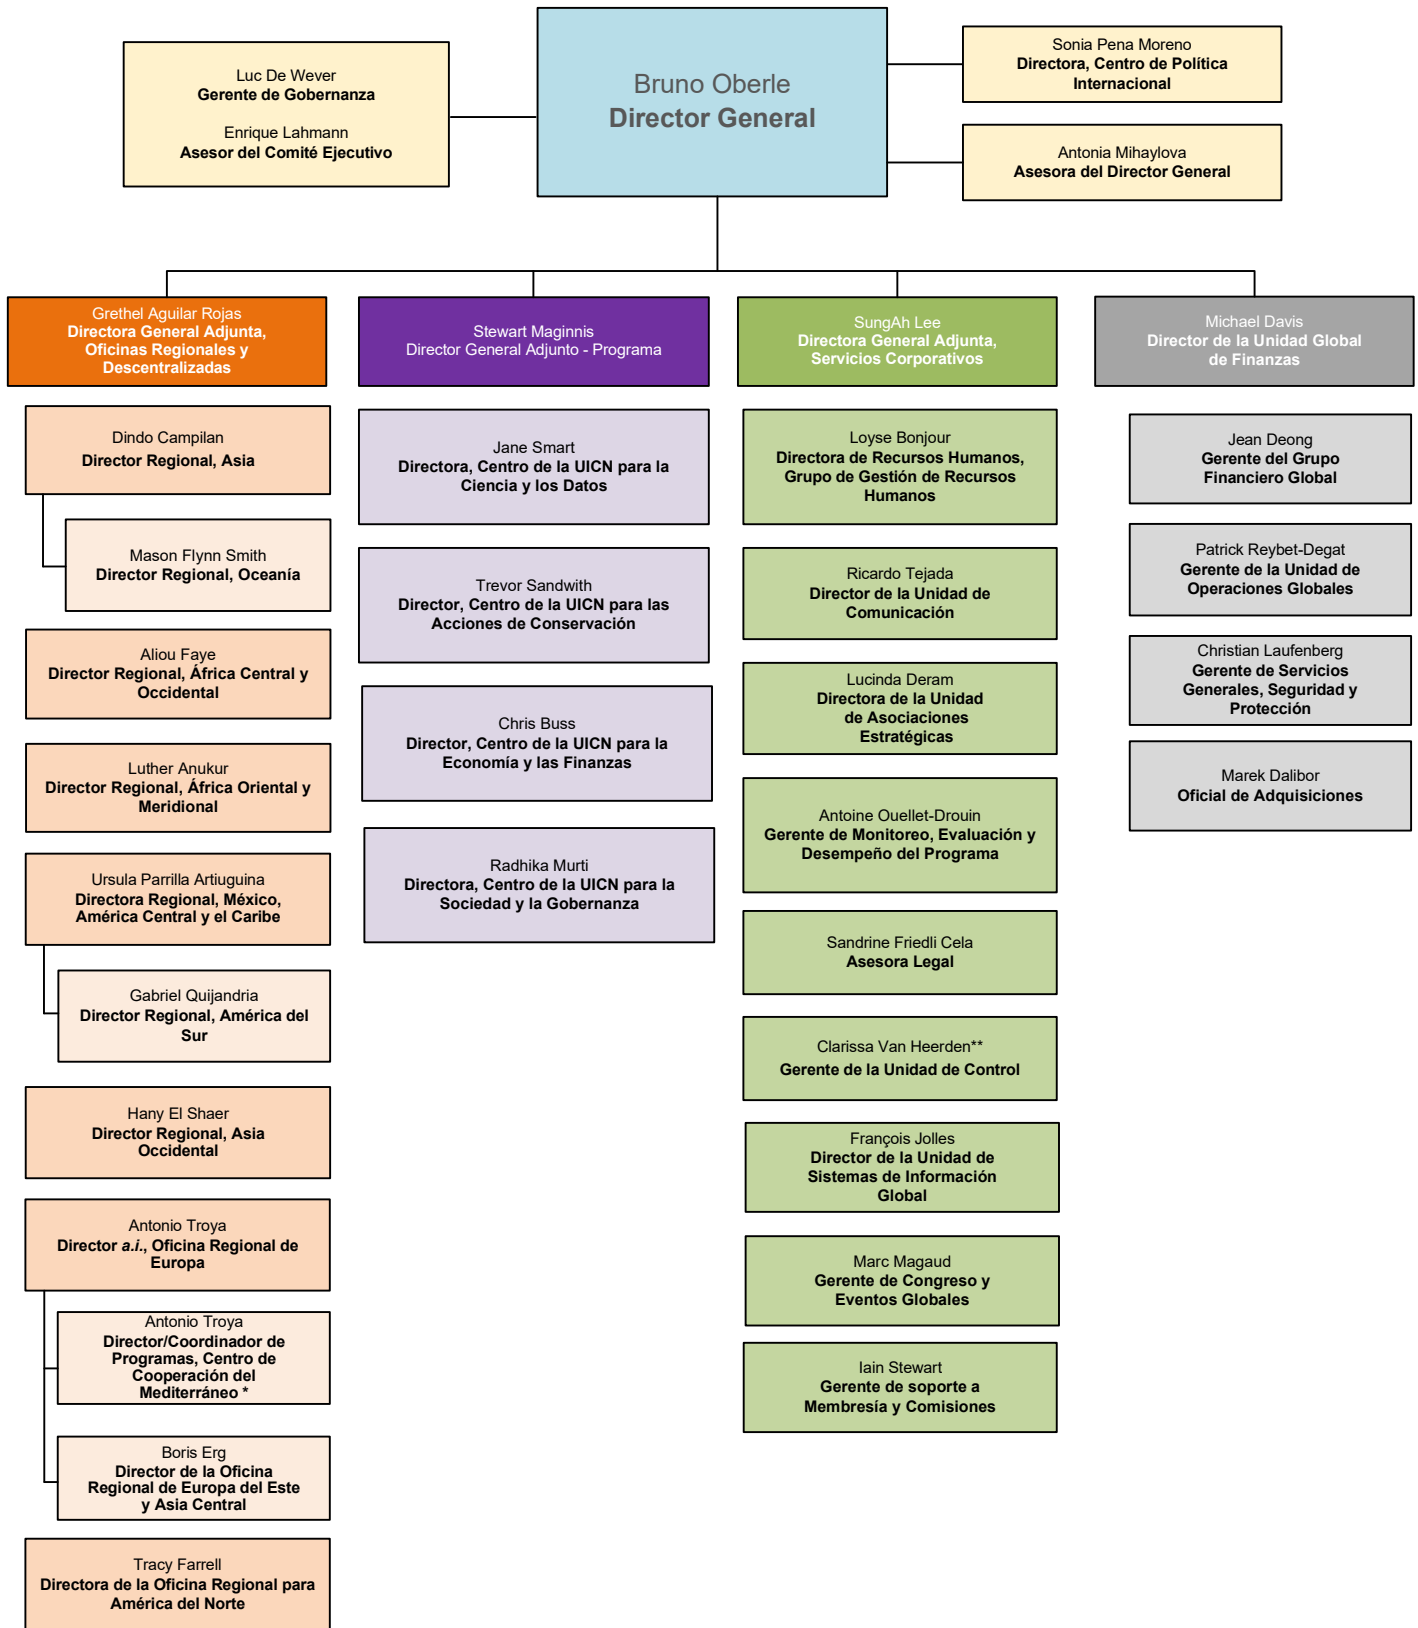 Luc De Wever
Gerente de Gobernanza
Enrique Lahmann
Asesor del Comité Ejecutivo
Bruno Oberle
Director General
Sonia Pena Moreno
Directora, Centro de Política
Internacional
Antonia Mihaylova
Asesora del Director General
Grethel Aguilar Rojas
Directora General Adjunta,
Oficinas Regionales y
Descentralizadas
Dindo Campilan
Director Regional, Asia
Mason Flynn Smith
Director Regional, Oceanía
Aliou Faye
Director Regional, África Central y
Occidental
Luther Anukur
Director Regional, África Oriental y
Meridional
Ursula Parrilla Artiuguina
Directora Regional, México,
América Central y el Caribe
Gabriel Quijandria
Director Regional, América del
Sur
Hany El Shaer
Director Regional, Asia
Occidental
Antonio Troya
Director a.i., Oficina Regional de
Europa
Antonio Troya
Director/Coordinador de
Programas, Centro de
Cooperación del
Mediterráneo *
Boris Erg
Director de la Oficina
Regional de Europa del Este
y Asia Central
Tracy Farrell
Directora de la Oficina Regional para
América del Norte
Stewart Maginnis
Director General Adjunto - Programa
Jane Smart
Directora, Centro de la UICN para la
Ciencia y los Datos
Trevor Sandwith
Director, Centro de la UICN para las
Acciones de Conservación
Chris Buss
Director, Centro de la UICN para la
Economía y las Finanzas
Radhika Murti
Directora, Centro de la UICN para la
Sociedad y la Gobernanza
SungAh Lee
Directora General Adjunta,
Servicios Corporativos
Loyse Bonjour
Directora de Recursos Humanos,
Grupo de Gestión de Recursos
Humanos
Ricardo Tejada
Director de la Unidad de
Comunicación
Lucinda Deram
Directora de la Unidad
de Asociaciones
Estratégicas
Antoine Ouellet-Drouin
Gerente de Monitoreo, Evaluación y
Desempeño del Programa
Sandrine Friedli Cela
Asesora Legal
Clarissa Van Heerden**
Gerente de la Unidad de Control
François Jolles
Director de la Unidad de
Sistemas de Información
Global
Marc Magaud
Gerente de Congreso y
Eventos Globales
Iain Stewart
Gerente de soporte a
Membresía y Comisiones
Michael Davis
Director de la Unidad Global
de Finanzas
Jean Deong
Gerente del Grupo
Financiero Global
Patrick Reybet-Degat
Gerente de la Unidad de
Operaciones Globales
Christian Laufenberg
Gerente de Servicios
Generales, Seguridad y
Protección
Marek Dalibor
Oficial de Adquisiciones